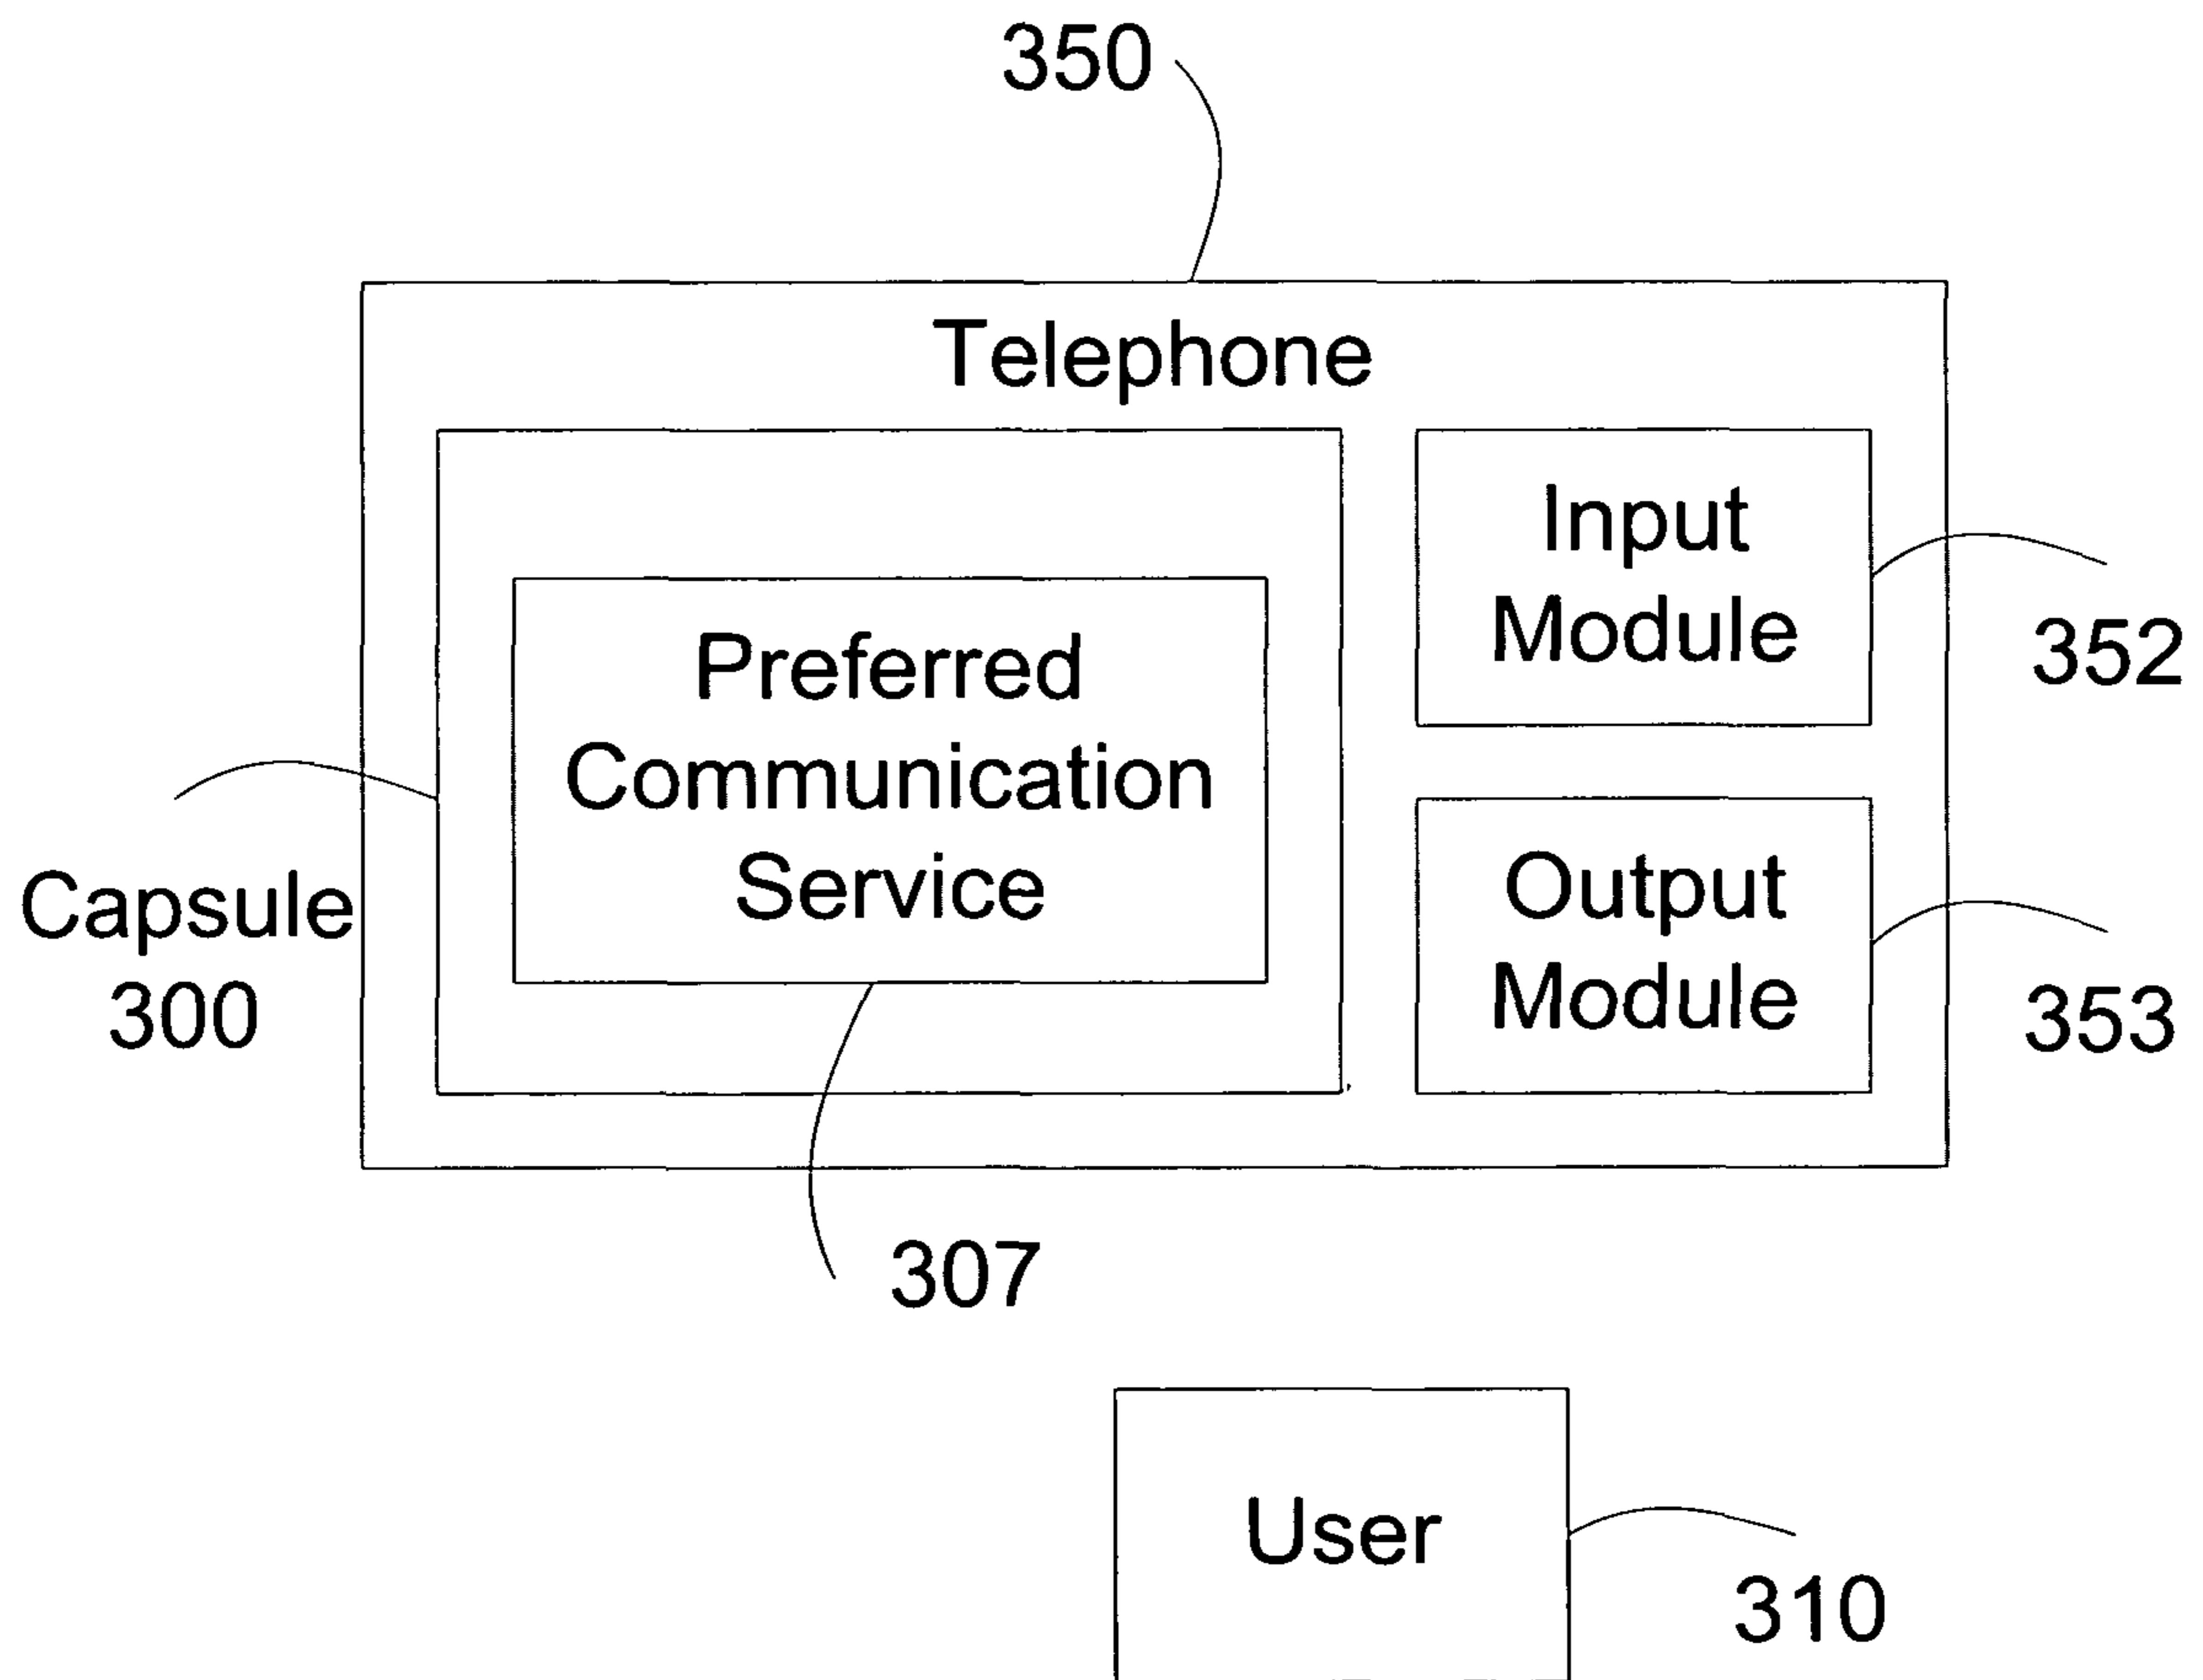 350
Telephone
Input
Module
352
Preferred
Communication
Service
Output
Module
353
Capsule
300
307
User
310